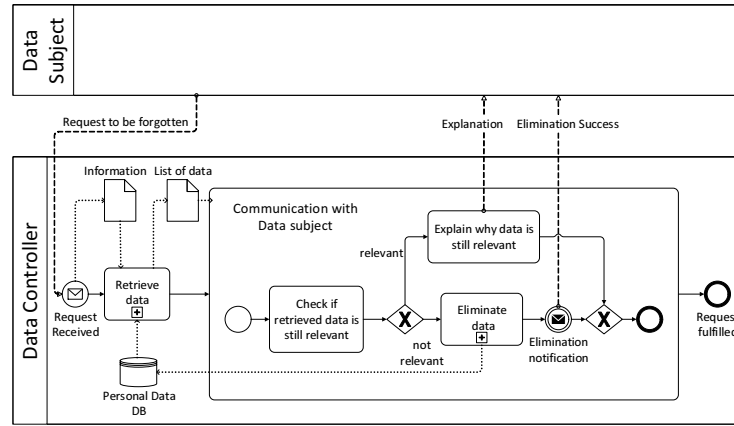 Data
Subject
Request to be forgotten
Explanation
Elimination Success
Data Controller
Information
List of data
Communication with
Data subject
Explain why data is
still relevant
relevant
Retrieve
data
Request
Received
Check if
retrieved data is
still relevant
Eliminate
data
not
relevant
Elimination
notification
Request
fulfilled
Personal Data
DB